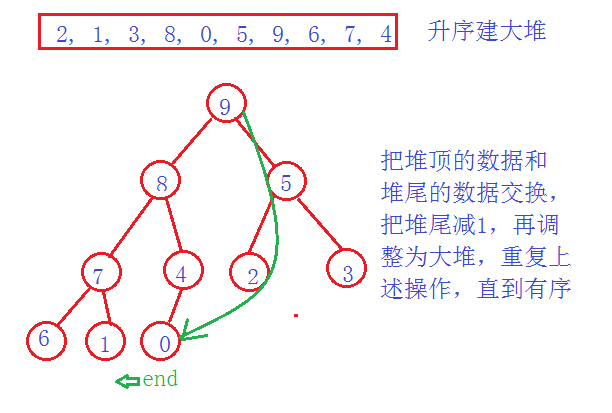 2, 1, 3, 8, 0, 5, 9, 6, 7, 4
升序建大堆
9
8
5
把堆顶的数据和
堆尾的数据交换，
把堆尾减1，再调
整为大堆，重复上
述操作，直到有序
7
4
2
3
6
1
0
end